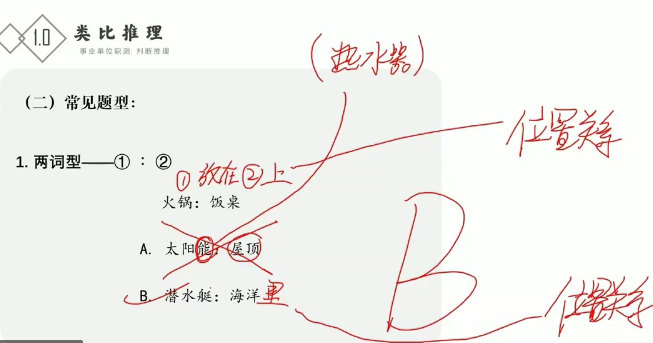 1.0 类比推理
事业单位职测 判断推理
(热水器)
(二)常见题型:
位置关系
1. 两词型——① : ②
①放在②上
火锗:饭桌
A. 太阳能:屋顶
B. 潜水艇:海洋里
B
位置关系